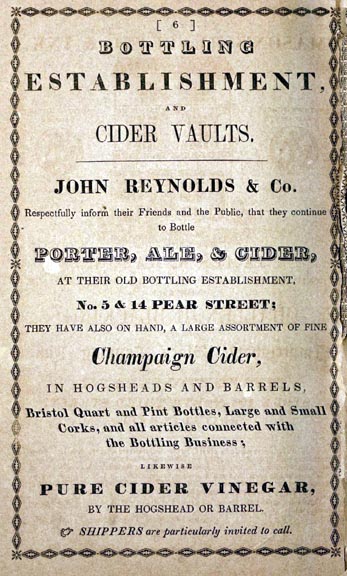 [ 6 ]
BOTTLING
ESTABLISHMENT,
AND
CIDER VAULTS.
JOHN REYNOLDS & Co.
Respectfully inform their Friends and the Public, that they continue
to Bottle
PORTER, ALE, & CIDER,
AT THEIR OLD BOTTLING ESTABLISHMENT,
No. 5 & 14 PEAR STREET;
THEY HAVE ALSO ON HAND, A LARGE ASSORTMENT OF FINE
Champaign Cider,
IN HOGSHEADS AND BARRELS,
Bristol Quart and Pint Bottles, Large and Small
Corks, and all articles connected with
the Bottling Business;
LIKEWISE
PURE CIDER VINEGAR,
BY THE HOGSHEAD OR BARREL.
☞ SHIPPERS are particularly invited to call.